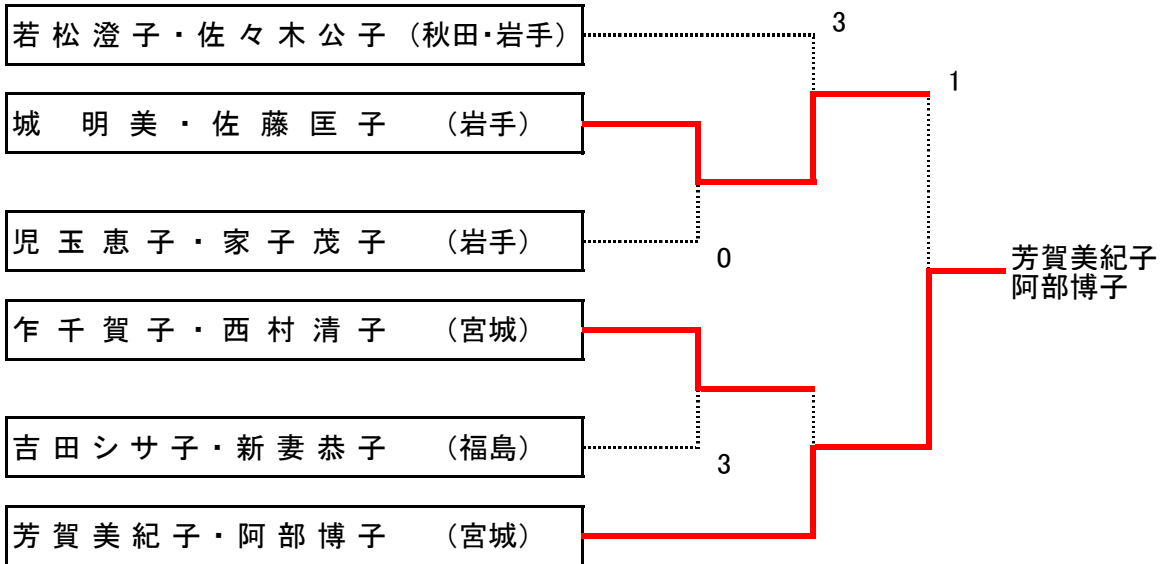 若松澄子・佐々木公子（秋田・岩手）
3
1
城　明美・佐藤匡子　（岩手）
児玉恵子・家子茂子　（岩手）
0
芳賀美紀子
阿部博子
乍千賀子・西村清子　（宮城）
吉田シサ子・新妻恭子　（福島）
3
芳賀美紀子・阿部博子　（宮城）